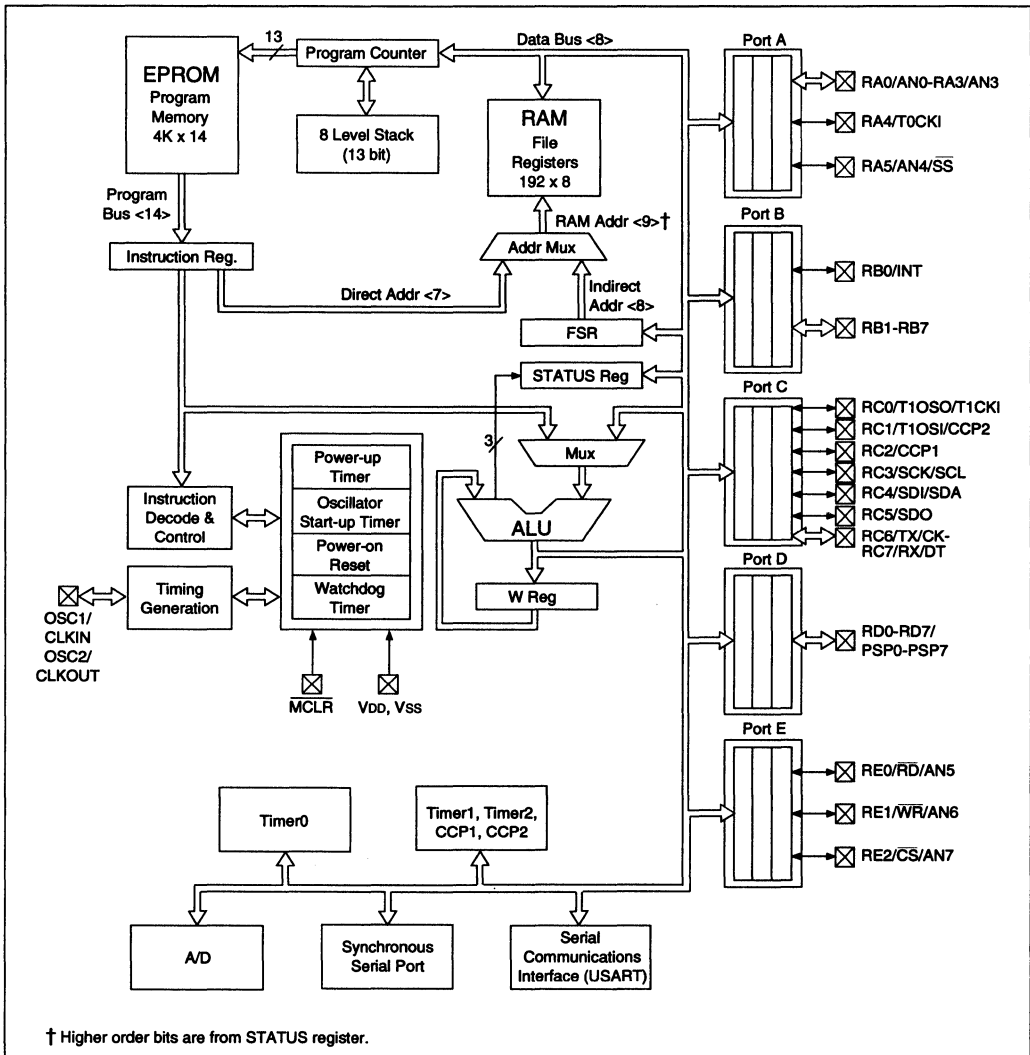 13
Program Counter
Data Bus <8>
EPROM
Program
Memory
4K x 14
8 Level Stack
(13 bit)
RAM
File
Registers
192 x 8
Program
Bus <14>
RAM Addr <9>†
Instruction Reg.
Addr Mux
Direct Addr <7>
Indirect
Addr <8>
FSR
STATUS Reg
3
Mux
ALU
W Reg
Power-up
Timer
Oscillator
Start-up Timer
Power-on
Reset
Watchdog
Timer
Instruction
Decode &
Control
Timing
Generation
OSC1/
CLKIN
OSC2/
CLKOUT
M̅C̅L̅R̅
VDD, VSS
Port A
RA0/AN0-RA3/AN3
RA4/T0CKI
RA5/AN4/S̅S̅
Port B
RB0/INT
RB1-RB7
Port C
RC0/T1OSO/T1CKI
RC1/T1OSI/CCP2
RC2/CCP1
RC3/SCK/SCL
RC4/SDI/SDA
RC5/SDO
RC6/TX/CK-
RC7/RX/DT
Port D
RD0-RD7/
PSP0-PSP7
Port E
RE0/R̅D̅/AN5
RE1/W̅R̅/AN6
RE2/C̅S̅/AN7
Timer0
Timer1, Timer2,
CCP1, CCP2
A/D
Synchronous
Serial Port
Serial
Communications
Interface (USART)
† Higher order bits are from STATUS register.